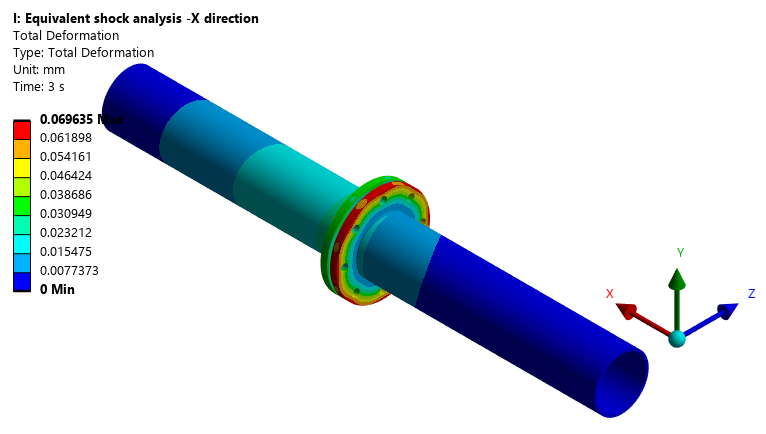 I: Equivalent shock analysis -X direction
Total Deformation
Type: Total Deformation
Unit: mm
Time: 3 s
0.069635 Max
0.061898
0.054161
0.046424
0.038686
0.030949
0.023212
0.015475
0.0077373
0 Min
Y
X
Z